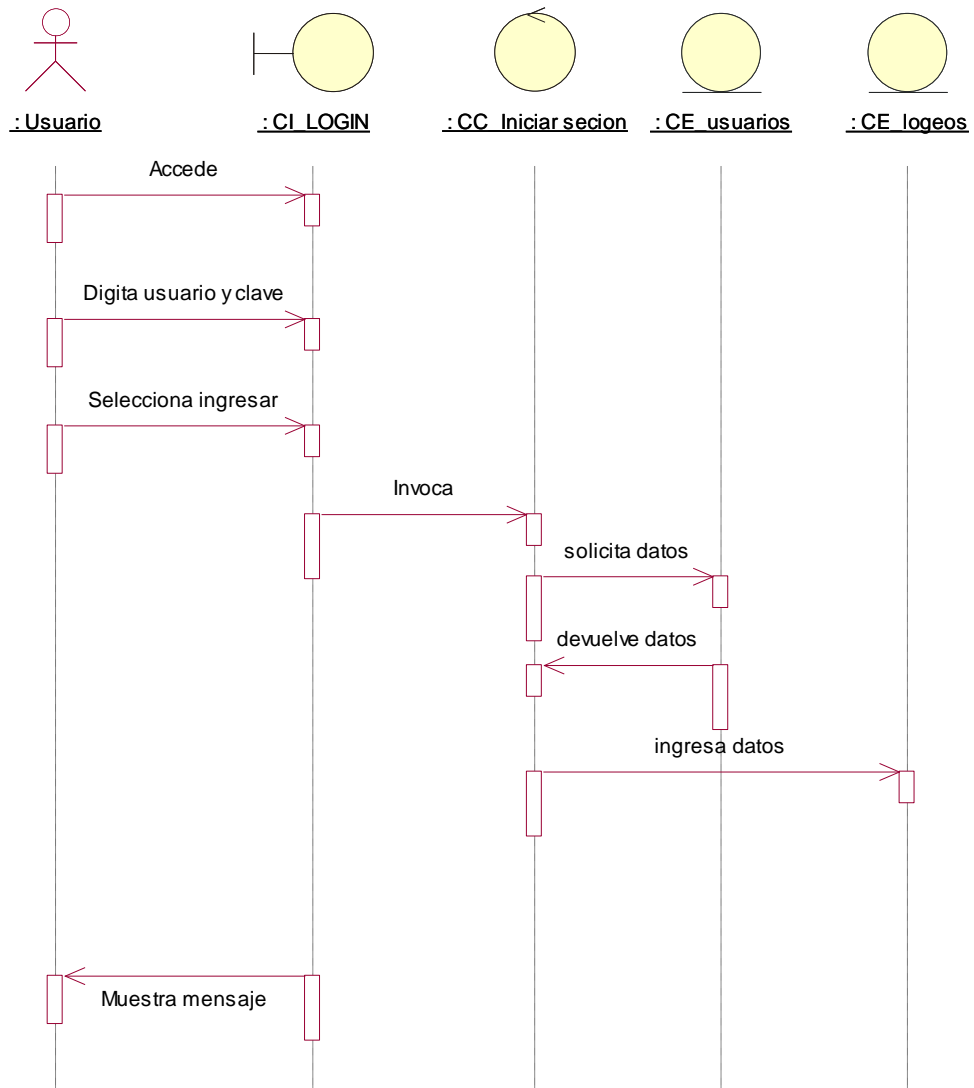 : Usuario
: CI_LOGIN
: CC_Iniciar secion
: CE_usuarios
: CE_logeos
Accede
Digita usuario y clave
Selecciona ingresar
Invoca
solicita datos
devuelve datos
ingresa datos
Muestra mensaje